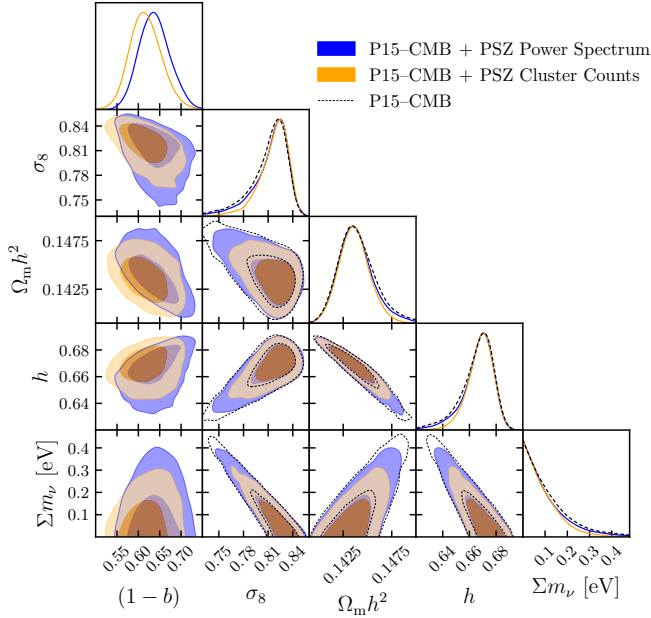 P15–CMB + PSZ Power Spectrum
P15–CMB + PSZ Cluster Counts
P15–CMB
0.84
0.81
0.78
0.75
σ₈
0.1475
0.1425
Ωₘh²
0.68
0.66
0.64
h
0.4
0.3
0.2
0.1
Σmᵥ [eV]
0.55 0.60 0.65 0.70
0.75 0.78 0.81 0.84
0.1425 0.1475
0.64 0.66 0.68
0.1 0.2 0.3 0.4
(1 − b)
σ₈
Ωₘh²
h
Σmᵥ [eV]